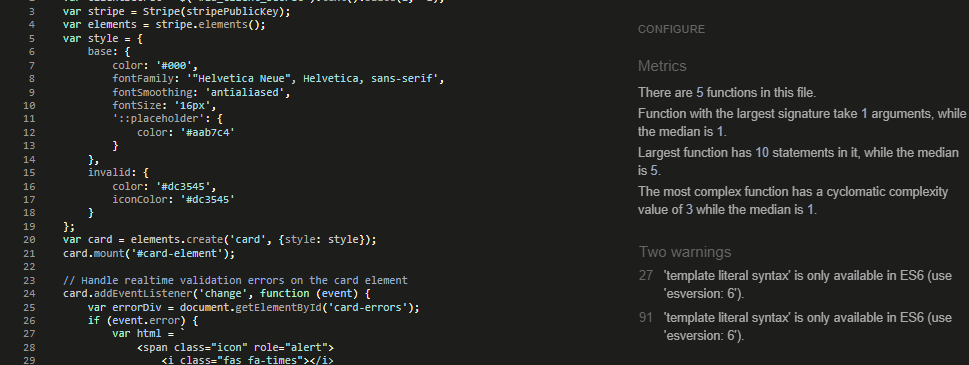 3 var stripe = Stripe(stripePublicKey);
4 var elements = stripe.elements();
5 var style = {
6 base: {
7 color: '#000',
8 fontFamily: '"Helvetica Neue", Helvetica, sans-serif',
9 fontSmoothing: 'antialiased',
10 fontSize: '16px',
11 '::placeholder': {
12 color: '#aab7c4'
13 }
14 },
15 invalid: {
16 color: '#dc3545',
17 iconColor: '#dc3545'
18 }
19 };
20 var card = elements.create('card', {style: style});
21 card.mount('#card-element');
22
23 // Handle realtime validation errors on the card element
24 card.addEventListener('change', function (event) {
25 var errorDiv = document.getElementById('card-errors');
26 if (event.error) {
27 var html = `
28 <span class="icon" role="alert">
29 <i class="fas fa-times"></i>
CONFIGURE
Metrics
There are 5 functions in this file.
Function with the largest signature take 1 arguments, while
the median is 1.
Largest function has 10 statements in it, while the median
is 5.
The most complex function has a cyclomatic complexity
value of 3 while the median is 1.
Two warnings
27 'template literal syntax' is only available in ES6 (use
'esversion: 6').
91 'template literal syntax' is only available in ES6 (use
'esversion: 6').